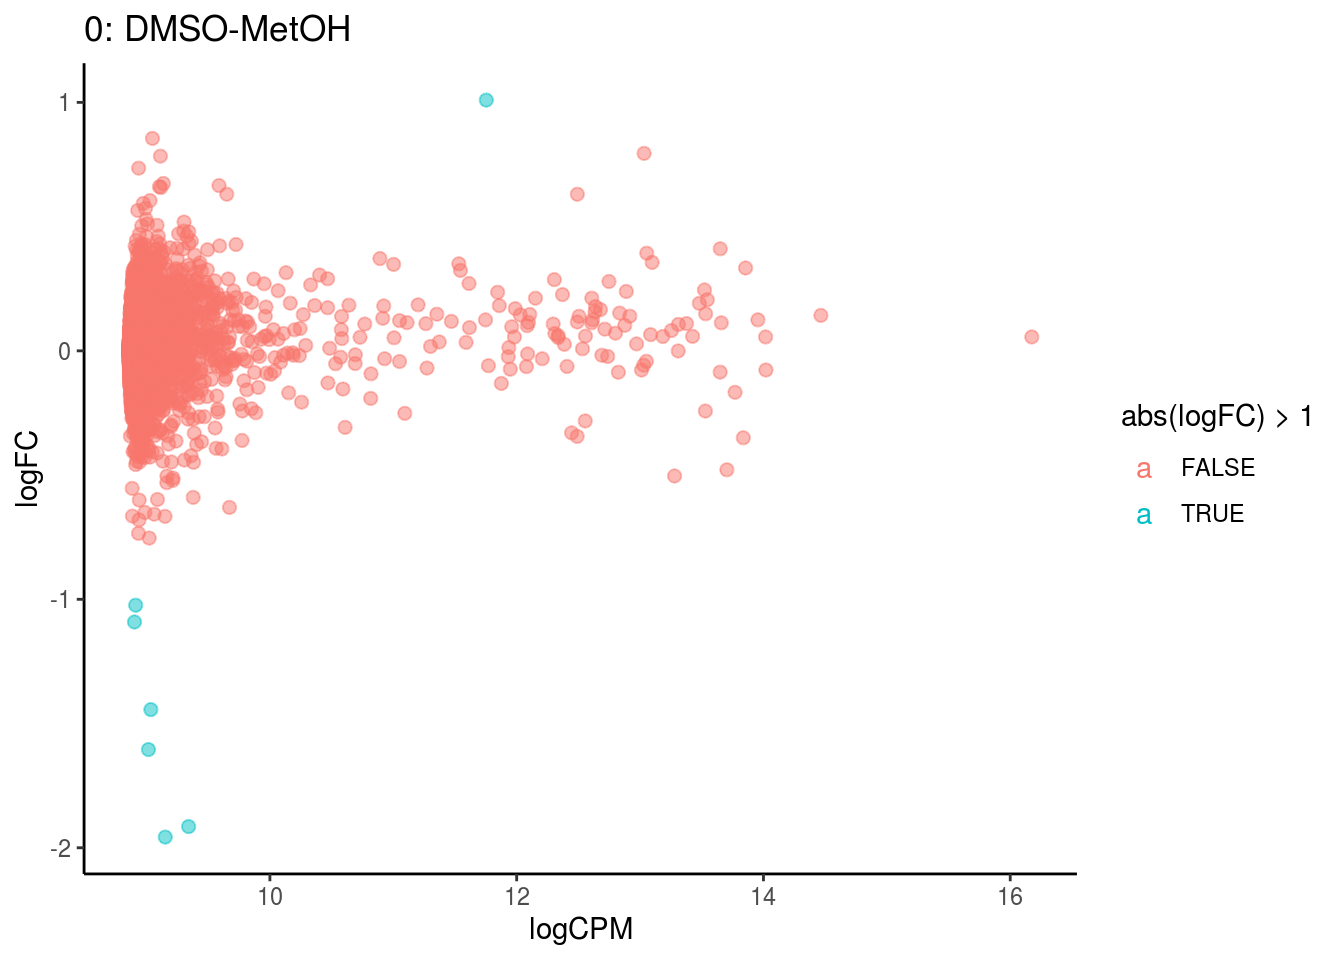 0: DMSO-MetOH
1
0
-1
-2
logFC
10
12
14
16
logCPM
abs(logFC) > 1
a FALSE
a TRUE